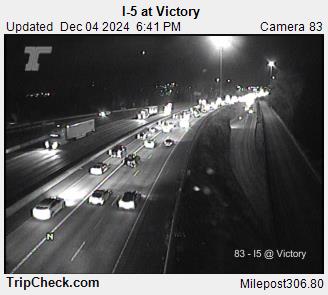 I-5 at Victory
Updated Dec 04 2024 6:41 PM Camera 83
T
N
83 - I5 @ Victory
TripCheck.com Milepost306.80